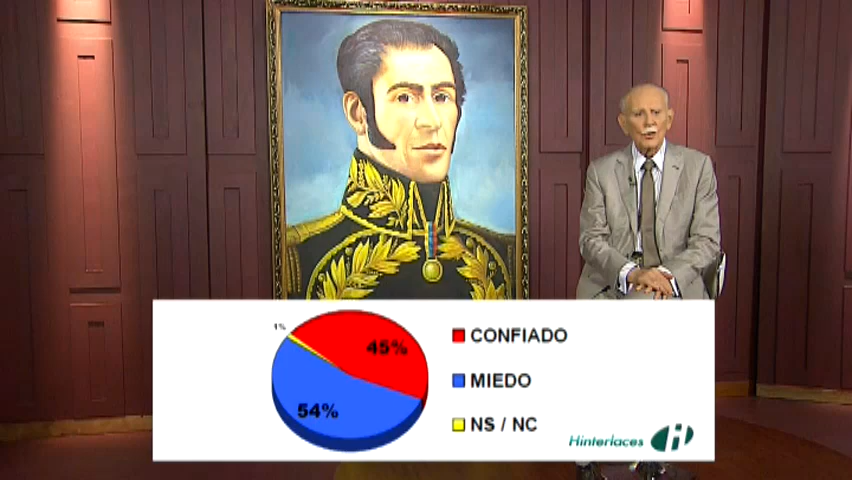 1%
45%
54%
CONFIADO
MIEDO
NS / NC
Hinterlaces